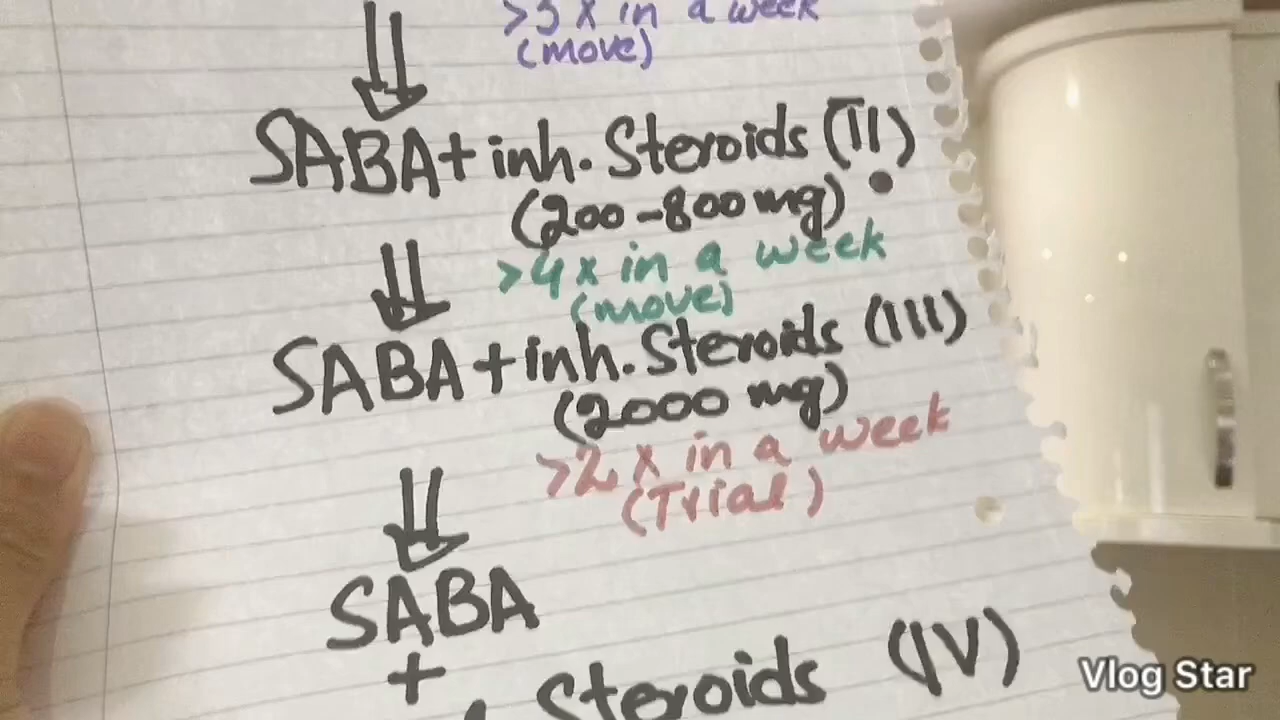 >3 x in a week
(move)
SABA + inh. Steroids (II)
(200-800 mg)
>4 x in a week
(move)
SABA + inh. Steroids (III)
(2000 mg)
>2 x in a week
(Trial)
SABA
+
Steroids (IV)
Vlog Star